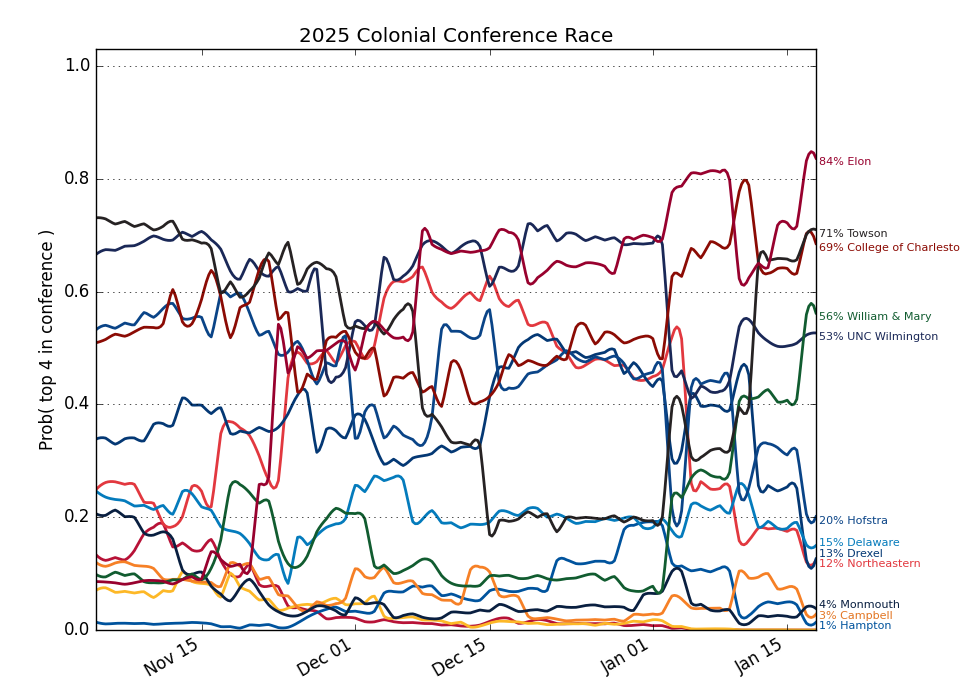 2025 Colonial Conference Race
Prob( top 4 in conference )
1.0
0.8
0.6
0.4
0.2
0.0
Nov 15
Dec 01
Dec 15
Jan 01
Jan 15
84% Elon
71% Towson
69% College of Charlesto
56% William & Mary
53% UNC Wilmington
20% Hofstra
15% Delaware
13% Drexel
12% Northeastern
4% Monmouth
3% Campbell
1% Hampton